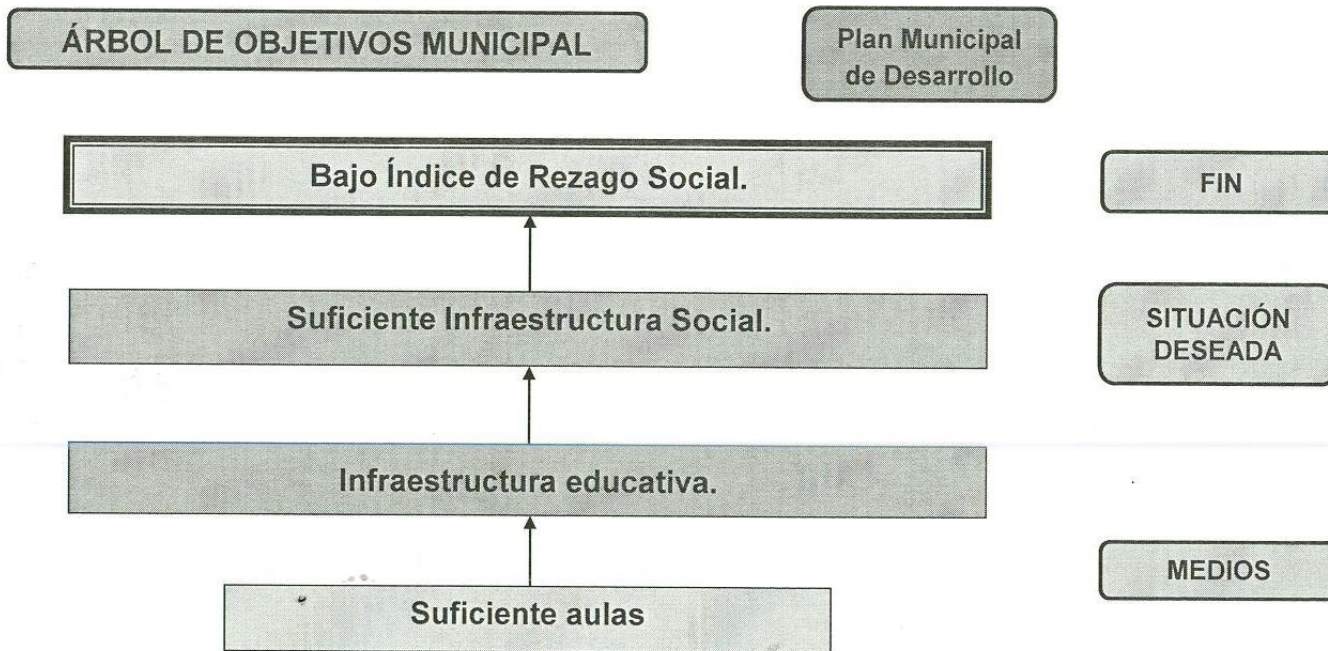 ÁRBOL DE OBJETIVOS MUNICIPAL
Plan Municipal
de Desarrollo
Bajo Índice de Rezago Social.
FIN
Suficiente Infraestructura Social.
SITUACIÓN
DESEADA
Infraestructura educativa.
MEDIOS
Suficiente aulas